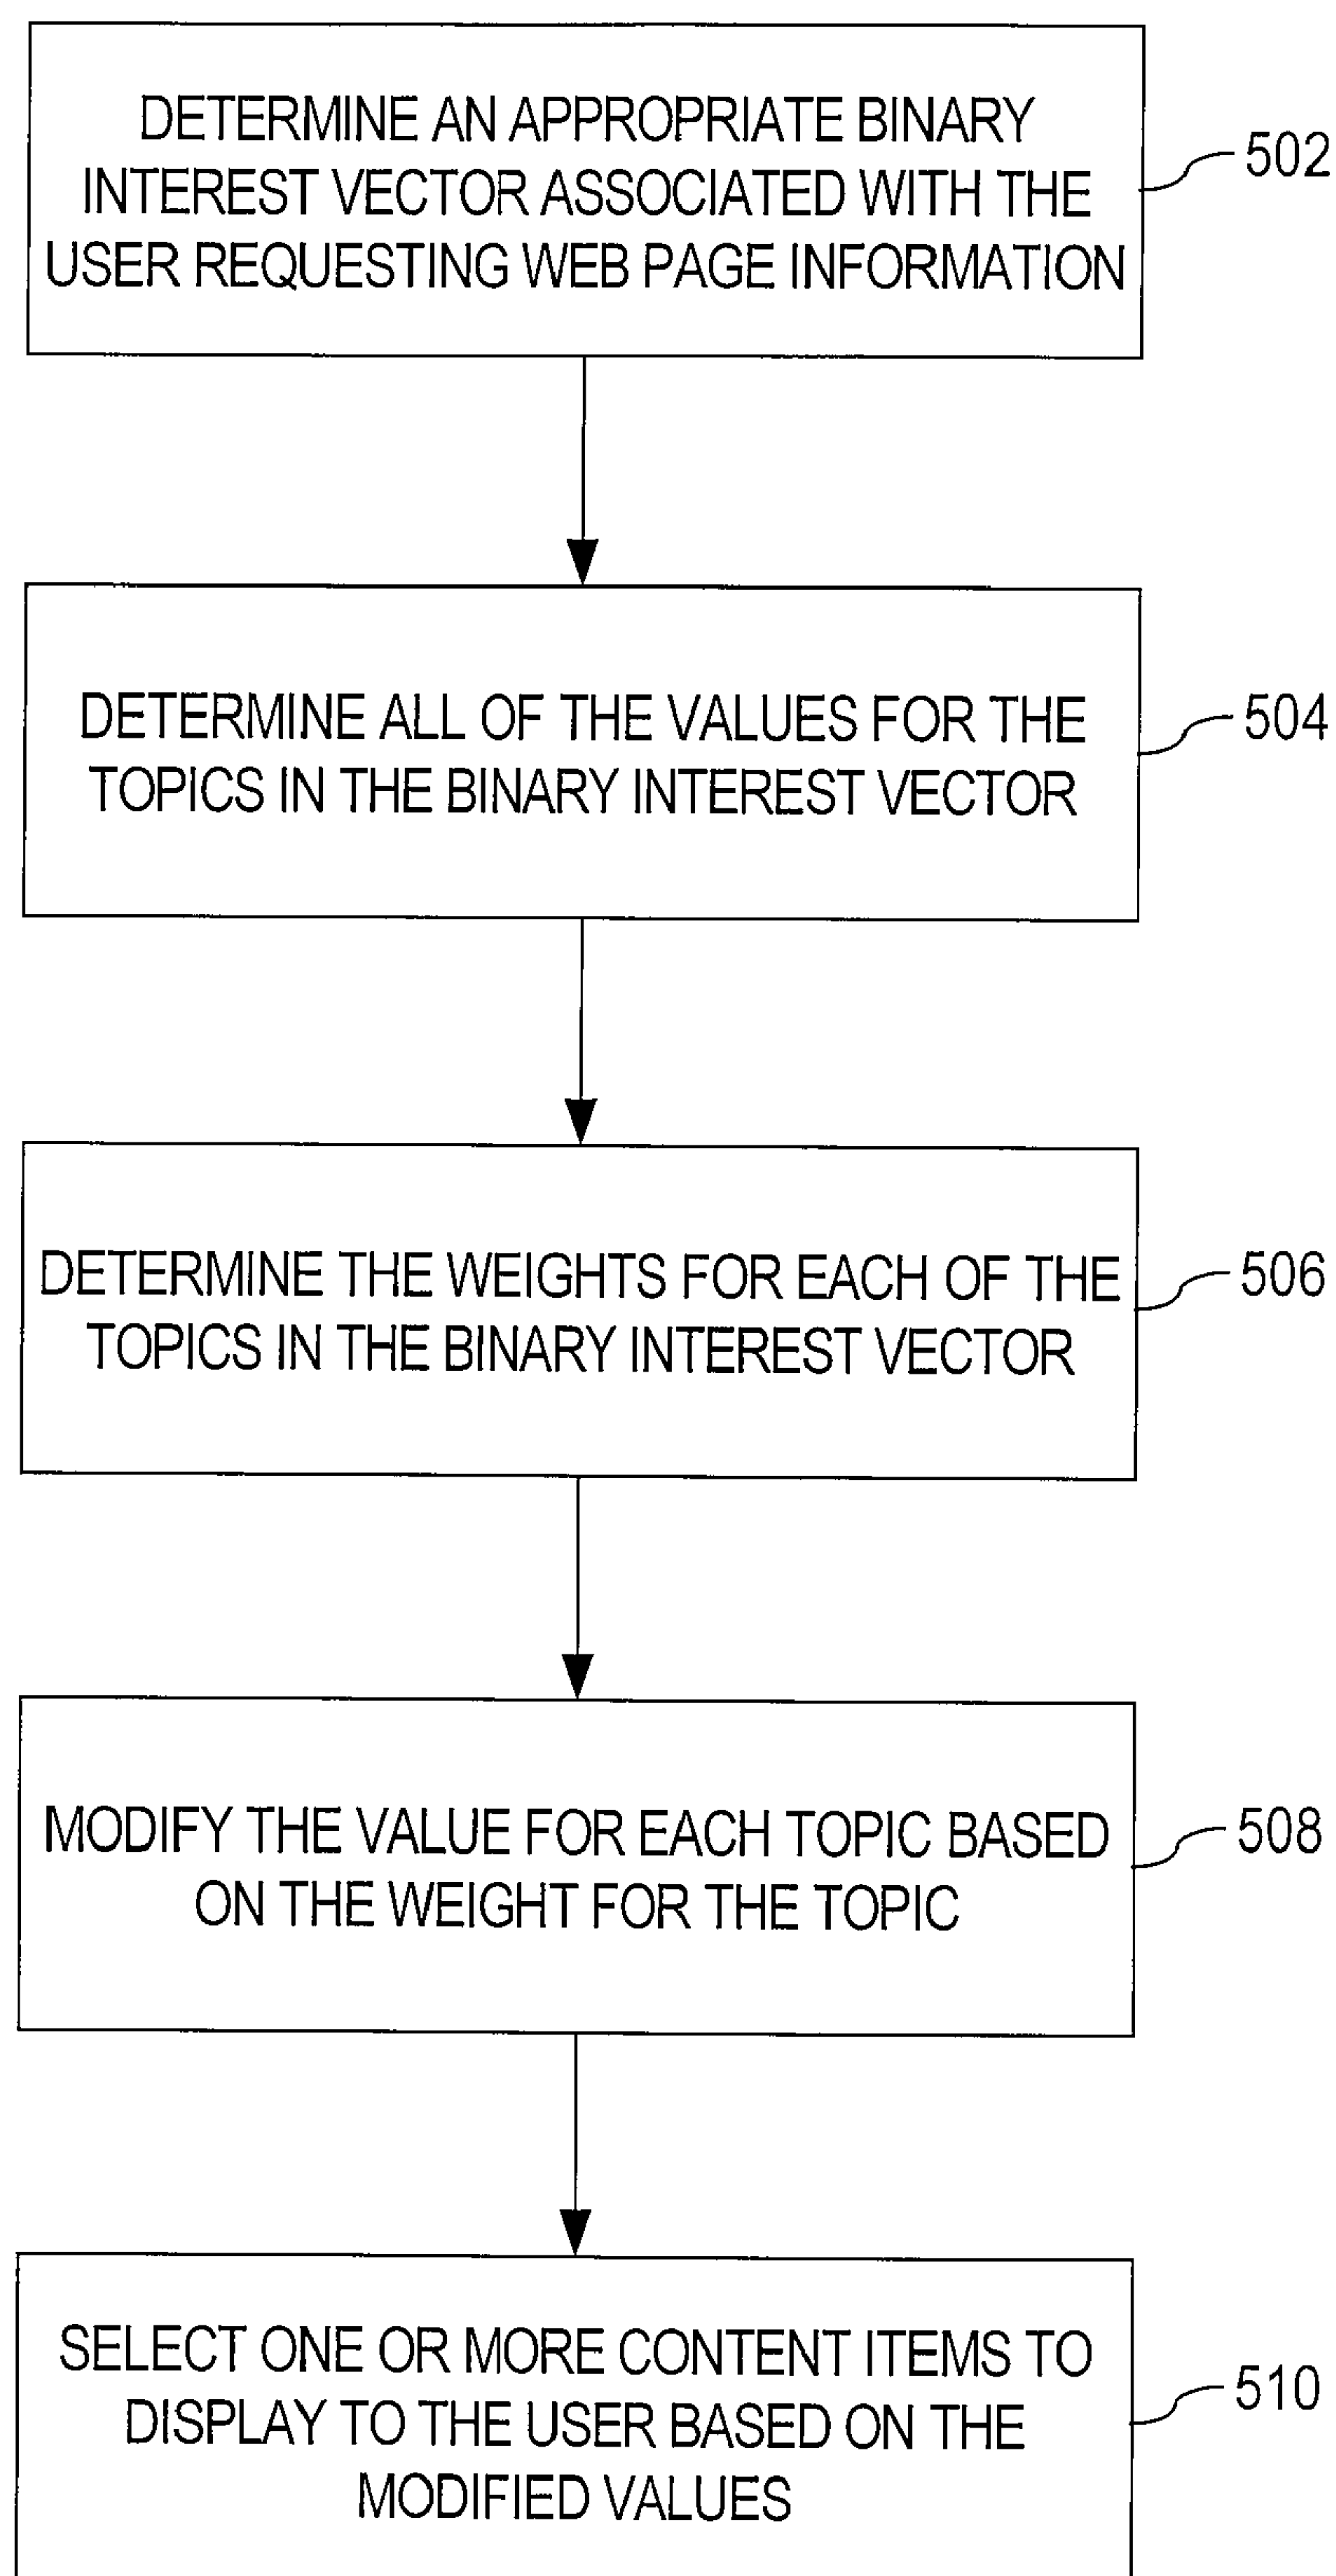 DETERMINE AN APPROPRIATE BINARY
INTEREST VECTOR ASSOCIATED WITH THE
USER REQUESTING WEB PAGE INFORMATION
502
DETERMINE ALL OF THE VALUES FOR THE
TOPICS IN THE BINARY INTEREST VECTOR
504
DETERMINE THE WEIGHTS FOR EACH OF THE
TOPICS IN THE BINARY INTEREST VECTOR
506
MODIFY THE VALUE FOR EACH TOPIC BASED
ON THE WEIGHT FOR THE TOPIC
508
SELECT ONE OR MORE CONTENT ITEMS TO
DISPLAY TO THE USER BASED ON THE
MODIFIED VALUES
510